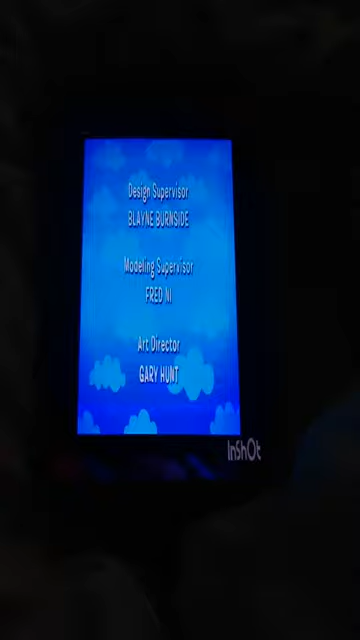 Design Supervisor
BLAYNE BURNSIDE
Modeling Supervisor
FRED NI
Art Director
GARY HUNT
InShOt